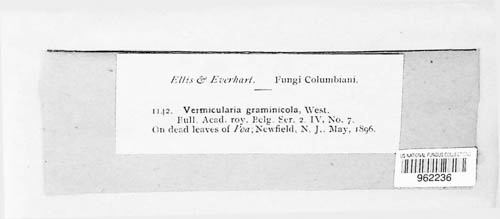 Ellis & Everhart. Fungi Columbiani.
1142. Vermicularia graminicola, West.
Bull. Acad. roy. Belg. Ser. 2. IV, No. 7.
On dead leaves of Poa; Newfield, N. J., May, 1896.
US NATIONAL FUNGUS COLLECTIONS
962236